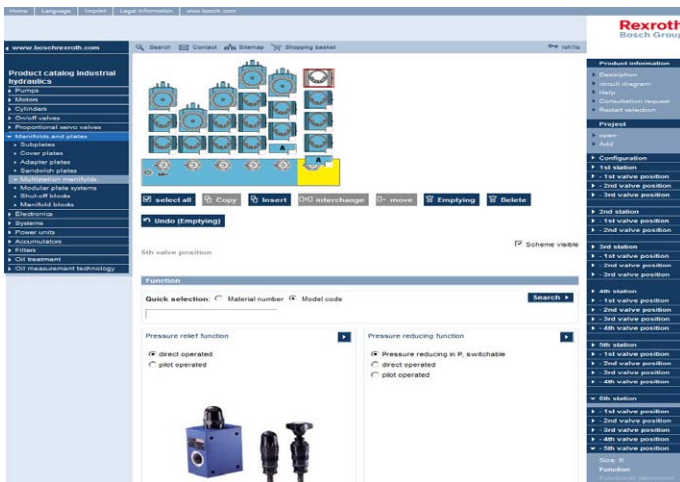 Home Language Imprint Legal information www.bosch.com
Rexroth
Bosch Group
www.boschrexroth.com
Search Contact Sitemap Shopping basket
Product catalog Industrial
hydraulics
Pumps
Motors
Cylinders
On/off valves
Proportional servo valves
Manifolds and plates
Subplates
Cover plates
Adapter plates
Sandwich plates
Multistation manifolds
Modular plate systems
Shut-off blocks
Manifold blocks
Electronics
Systems
Power units
Accumulators
Filters
Oil treatment
Oil measurement technology
A
A
select all Copy Insert interchange move Emptying Delete
Undo (Emptying)
Scheme visible
5th valve position
Function
Quick selection: Material number Model code
Search
Pressure relief function
direct operated
pilot operated
Pressure reducing function
Pressure reducing in P, switchable
direct operated
pilot operated
Product information
Description
circuit diagram
Help
Consultation request
Restart selection
Project
open
Add
Configuration
1st station
- 1st valve position
- 2nd valve position
- 3rd valve position
2nd station
- 1st valve position
- 2nd valve position
3rd station
- 1st valve position
- 2nd valve position
- 3rd valve position
4th station
- 1st valve position
- 2nd valve position
- 3rd valve position
- 4th valve position
5th station
- 1st valve position
- 2nd valve position
- 3rd valve position
- 4th valve position
6th station
- 1st valve position
- 2nd valve position
- 3rd valve position
- 4th valve position
- 5th valve position
Size: 6
Function
Functional description